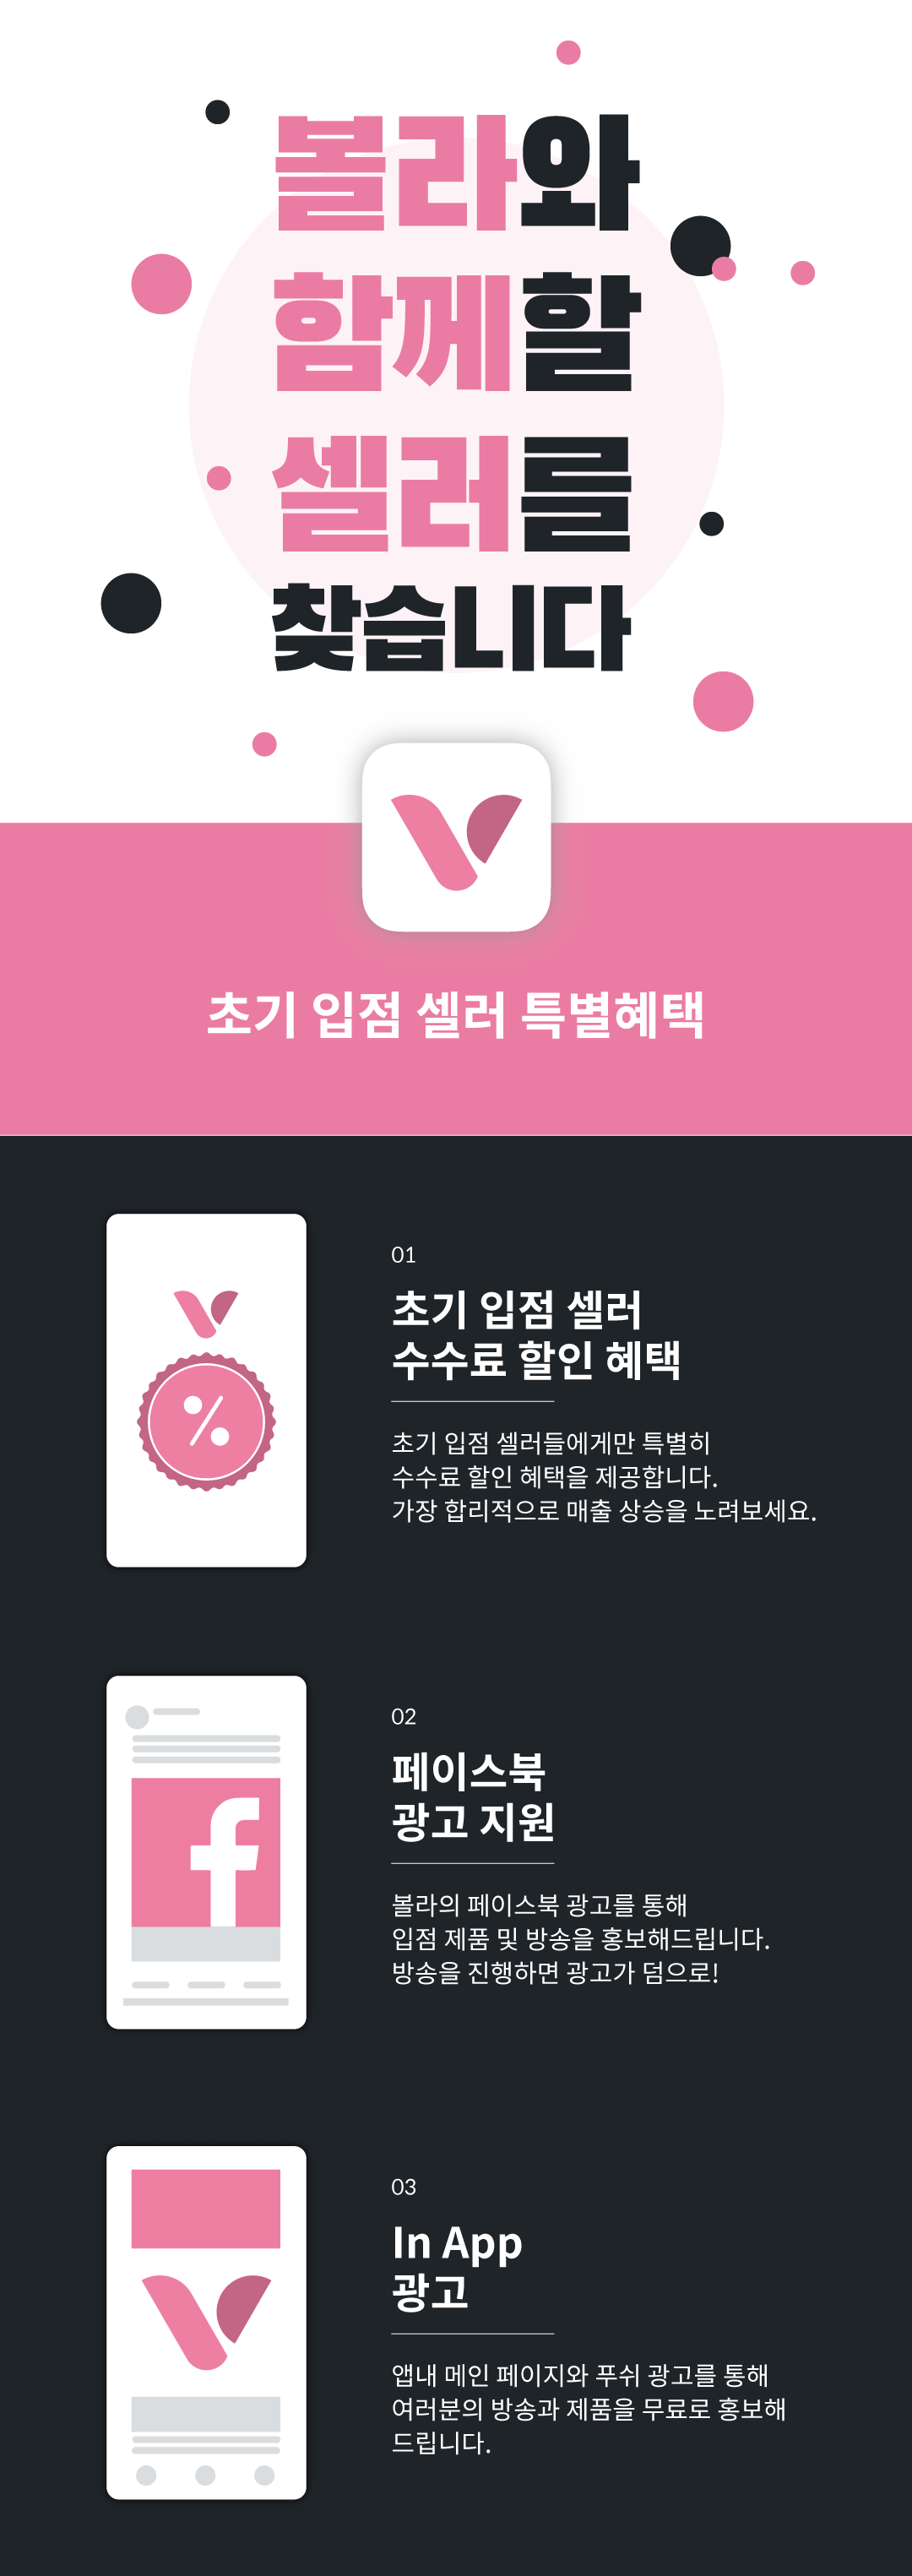 볼라와
함께할
셀러를
찾습니다
초기 입점 셀러 특별혜택
01
초기 입점 셀러
수수료 할인 혜택
초기 입점 셀러들에게만 특별히
수수료 할인 혜택을 제공합니다.
가장 합리적으로 매출 상승을 노려보세요.
02
페이스북
광고 지원
볼라의 페이스북 광고를 통해
입점 제품 및 방송을 홍보해드립니다.
방송을 진행하면 광고가 덤으로!
03
In App
광고
앱내 메인 페이지와 푸쉬 광고를 통해
여러분의 방송과 제품을 무료로 홍보해
드립니다.